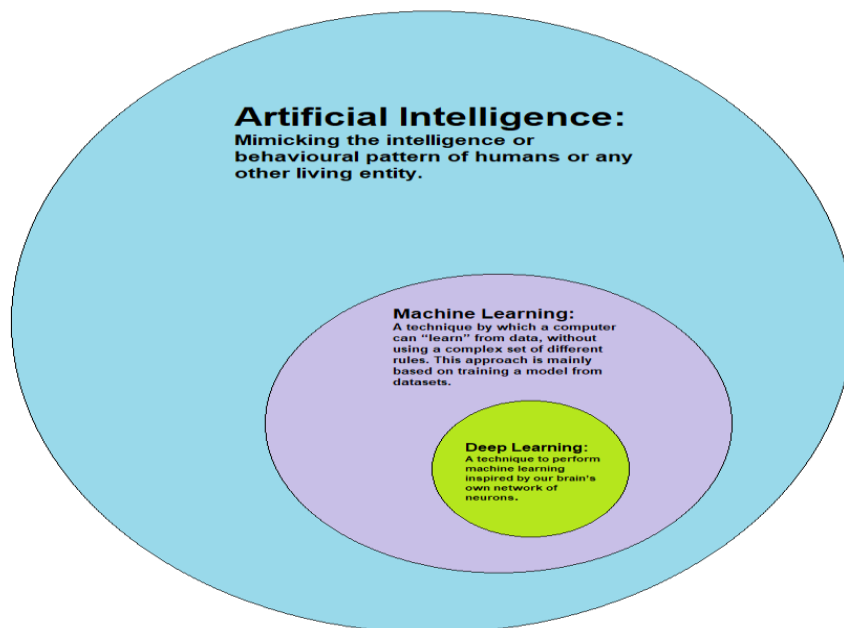 Artificial Intelligence:
Mimicking the intelligence or
behavioural pattern of humans or any
other living entity.
Machine Learning:
A technique by which a computer
can “learn” from data, without
using a complex set of different
rules. This approach is mainly
based on training a model from
datasets.
Deep Learning:
A technique to perform
machine learning
inspired by our brain's
own network of
neurons.